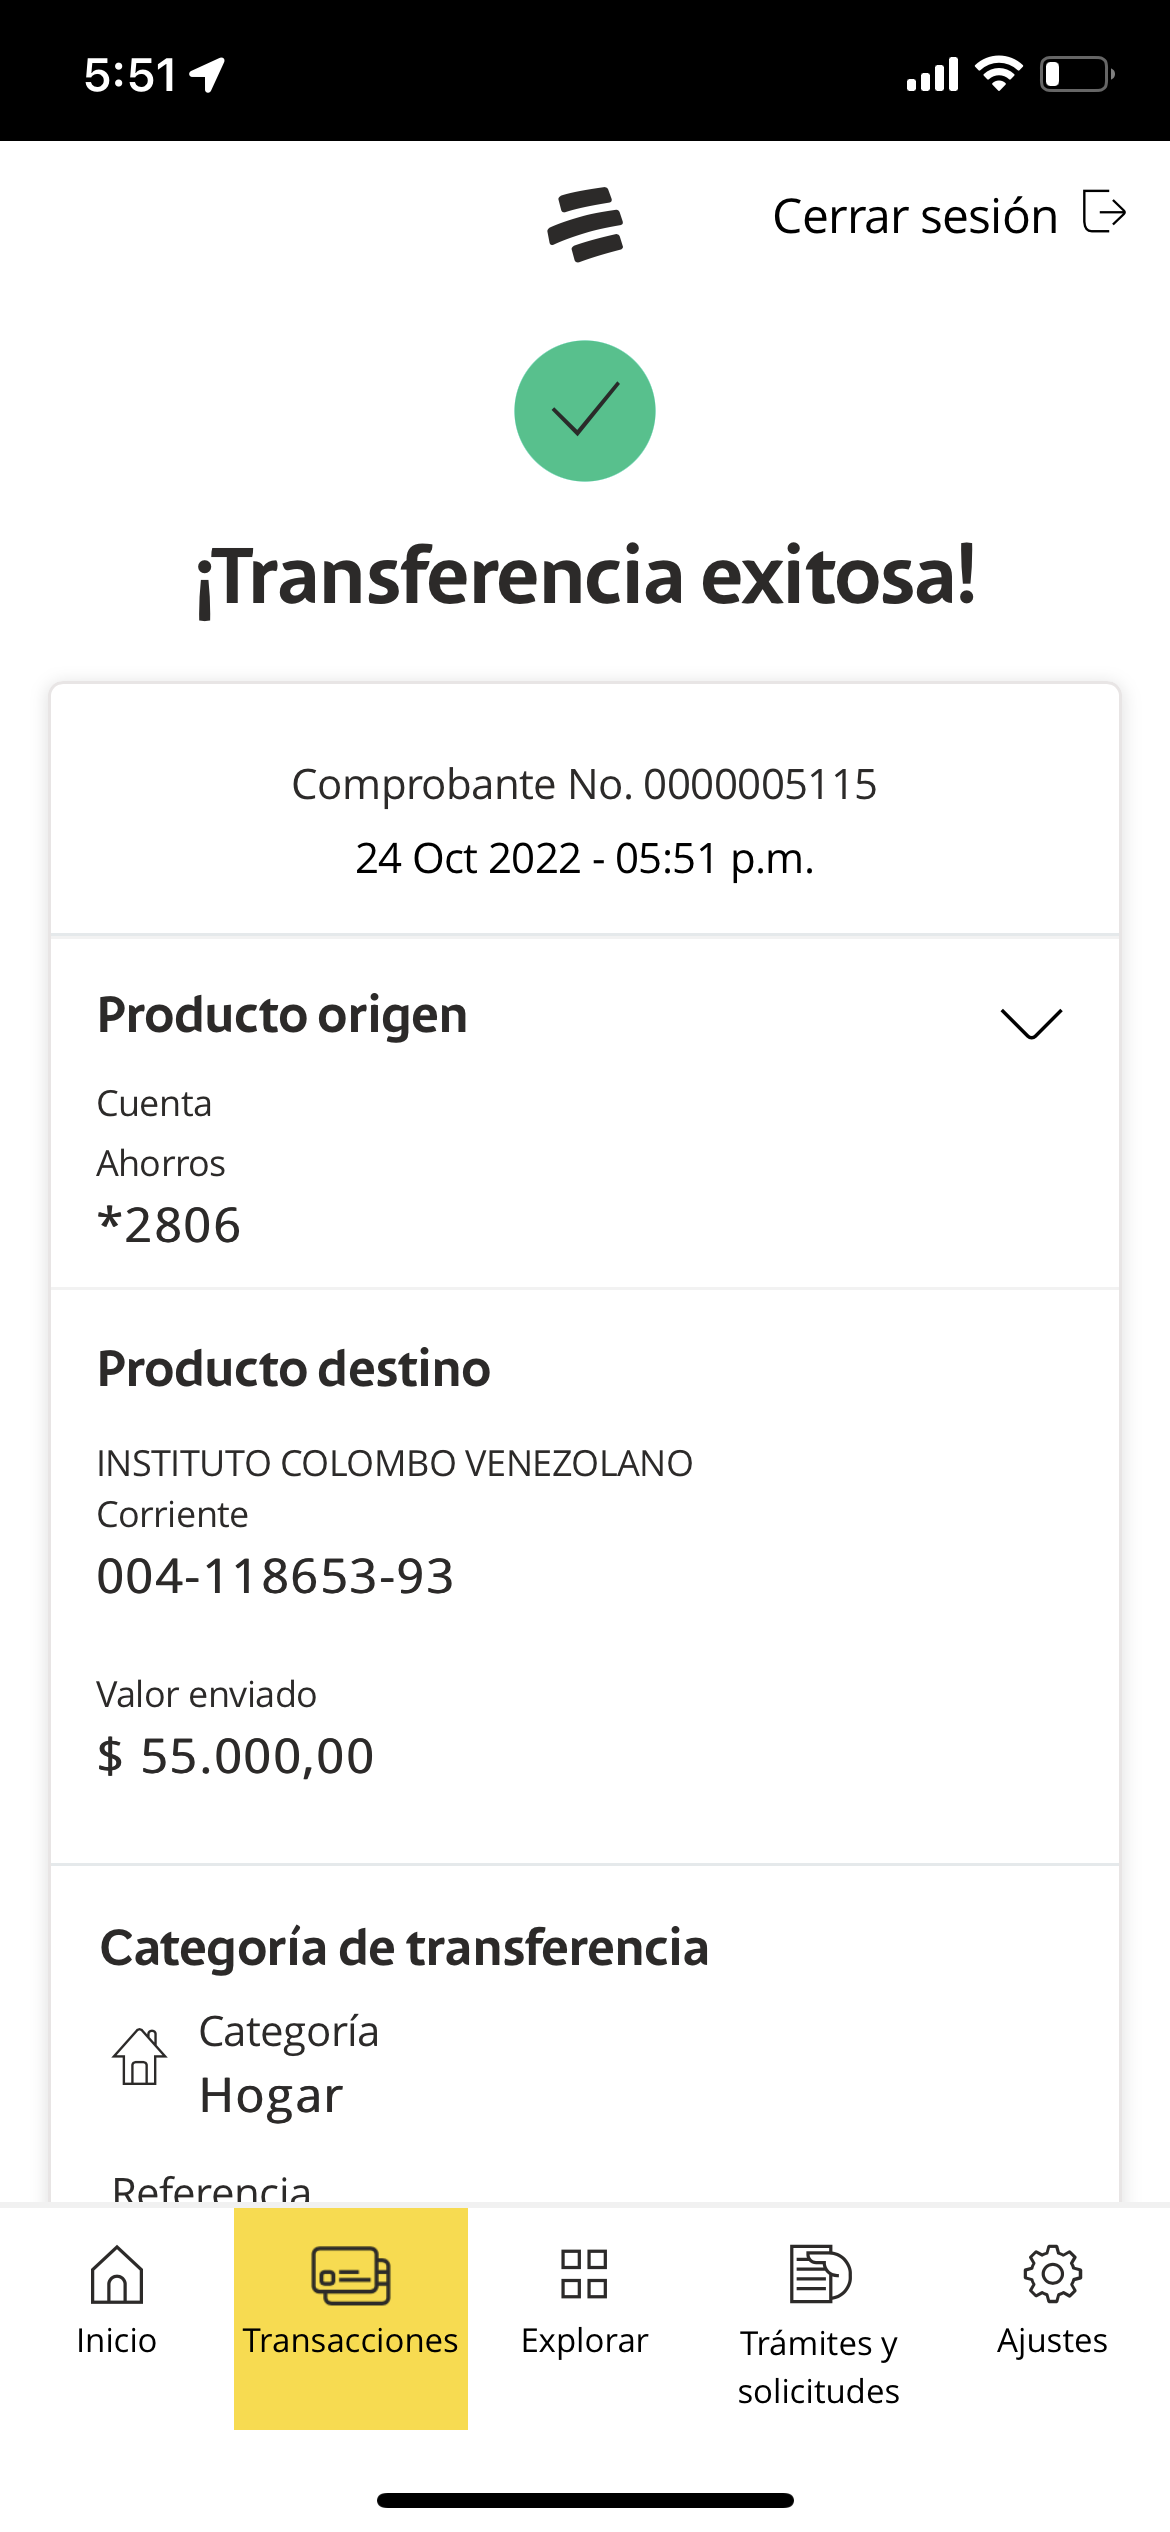 5:51
Cerrar sesión
¡Transferencia exitosa!
Comprobante No. 0000005115
24 Oct 2022 - 05:51 p.m.
Producto origen
Cuenta
Ahorros
*2806
Producto destino
INSTITUTO COLOMBO VENEZOLANO
Corriente
004-118653-93
Valor enviado
$ 55.000,00
Categoría de transferencia
Categoría
Hogar
Referencia
Inicio
Transacciones
Explorar
Trámites y
solicitudes
Ajustes